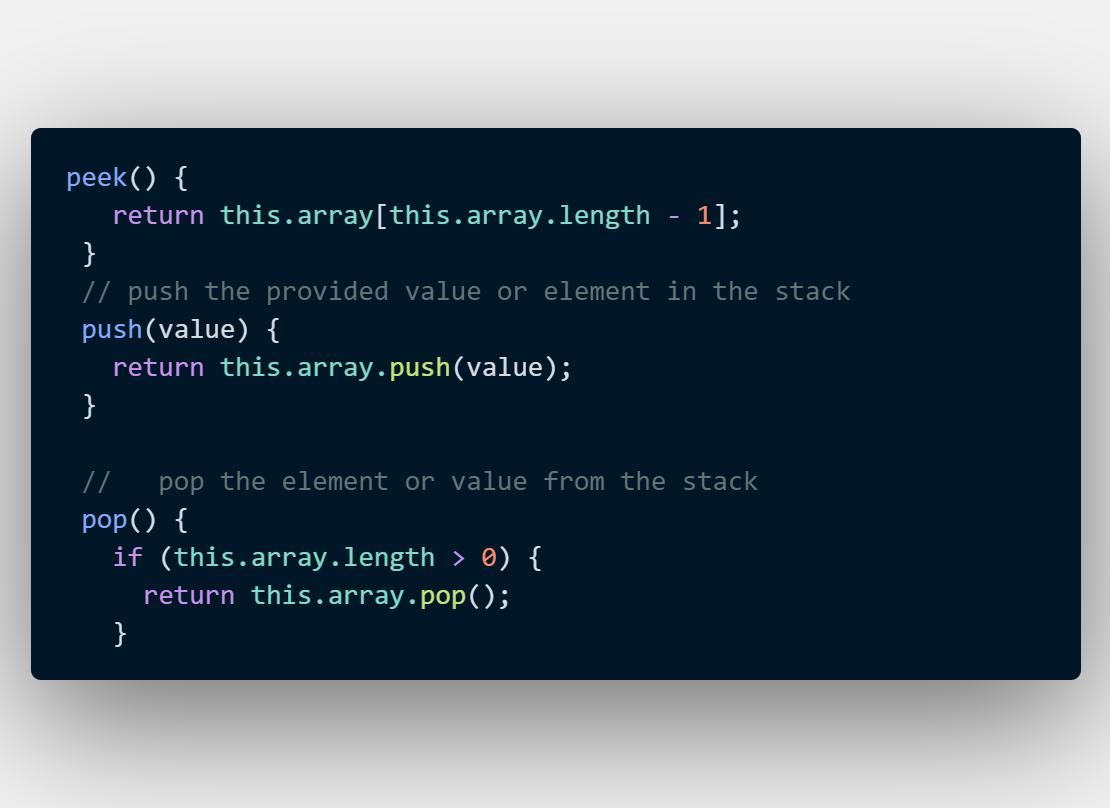 peek() {
   return this.array[this.array.length - 1];
 }
 // push the provided value or element in the stack
 push(value) {
   return this.array.push(value);
 }

 //   pop the element or value from the stack
 pop() {
   if (this.array.length > 0) {
     return this.array.pop();
   }